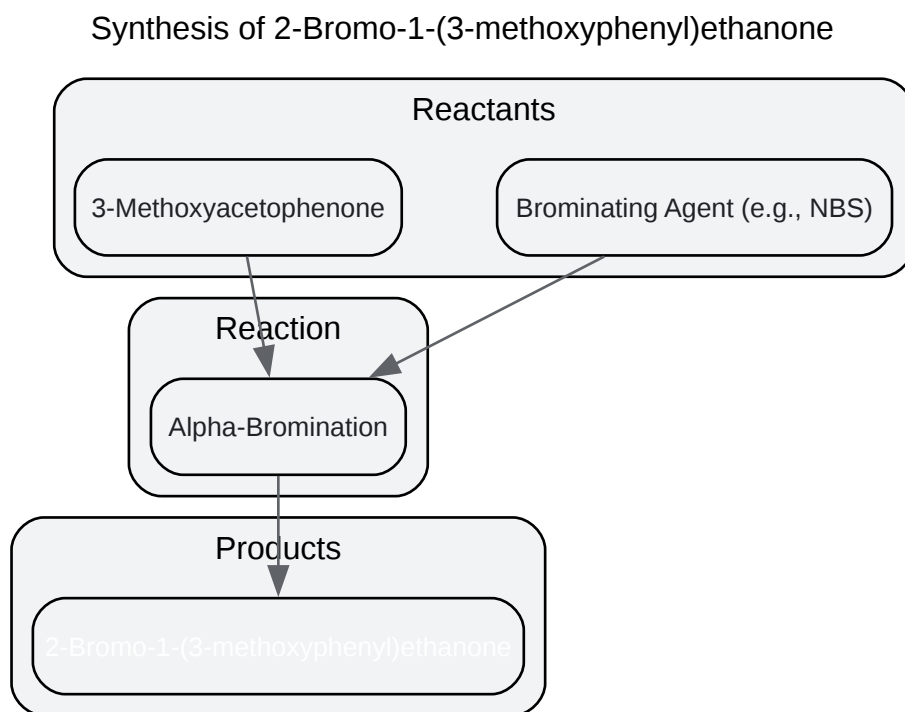 Synthesis of 2-Bromo-1-(3-methoxyphenyl)ethanone
Reactants
3-Methoxyacetophenone
Brominating Agent (e.g., NBS)
Reaction
Alpha-Bromination
Products
2-Bromo-1-(3-methoxyphenyl)ethanone